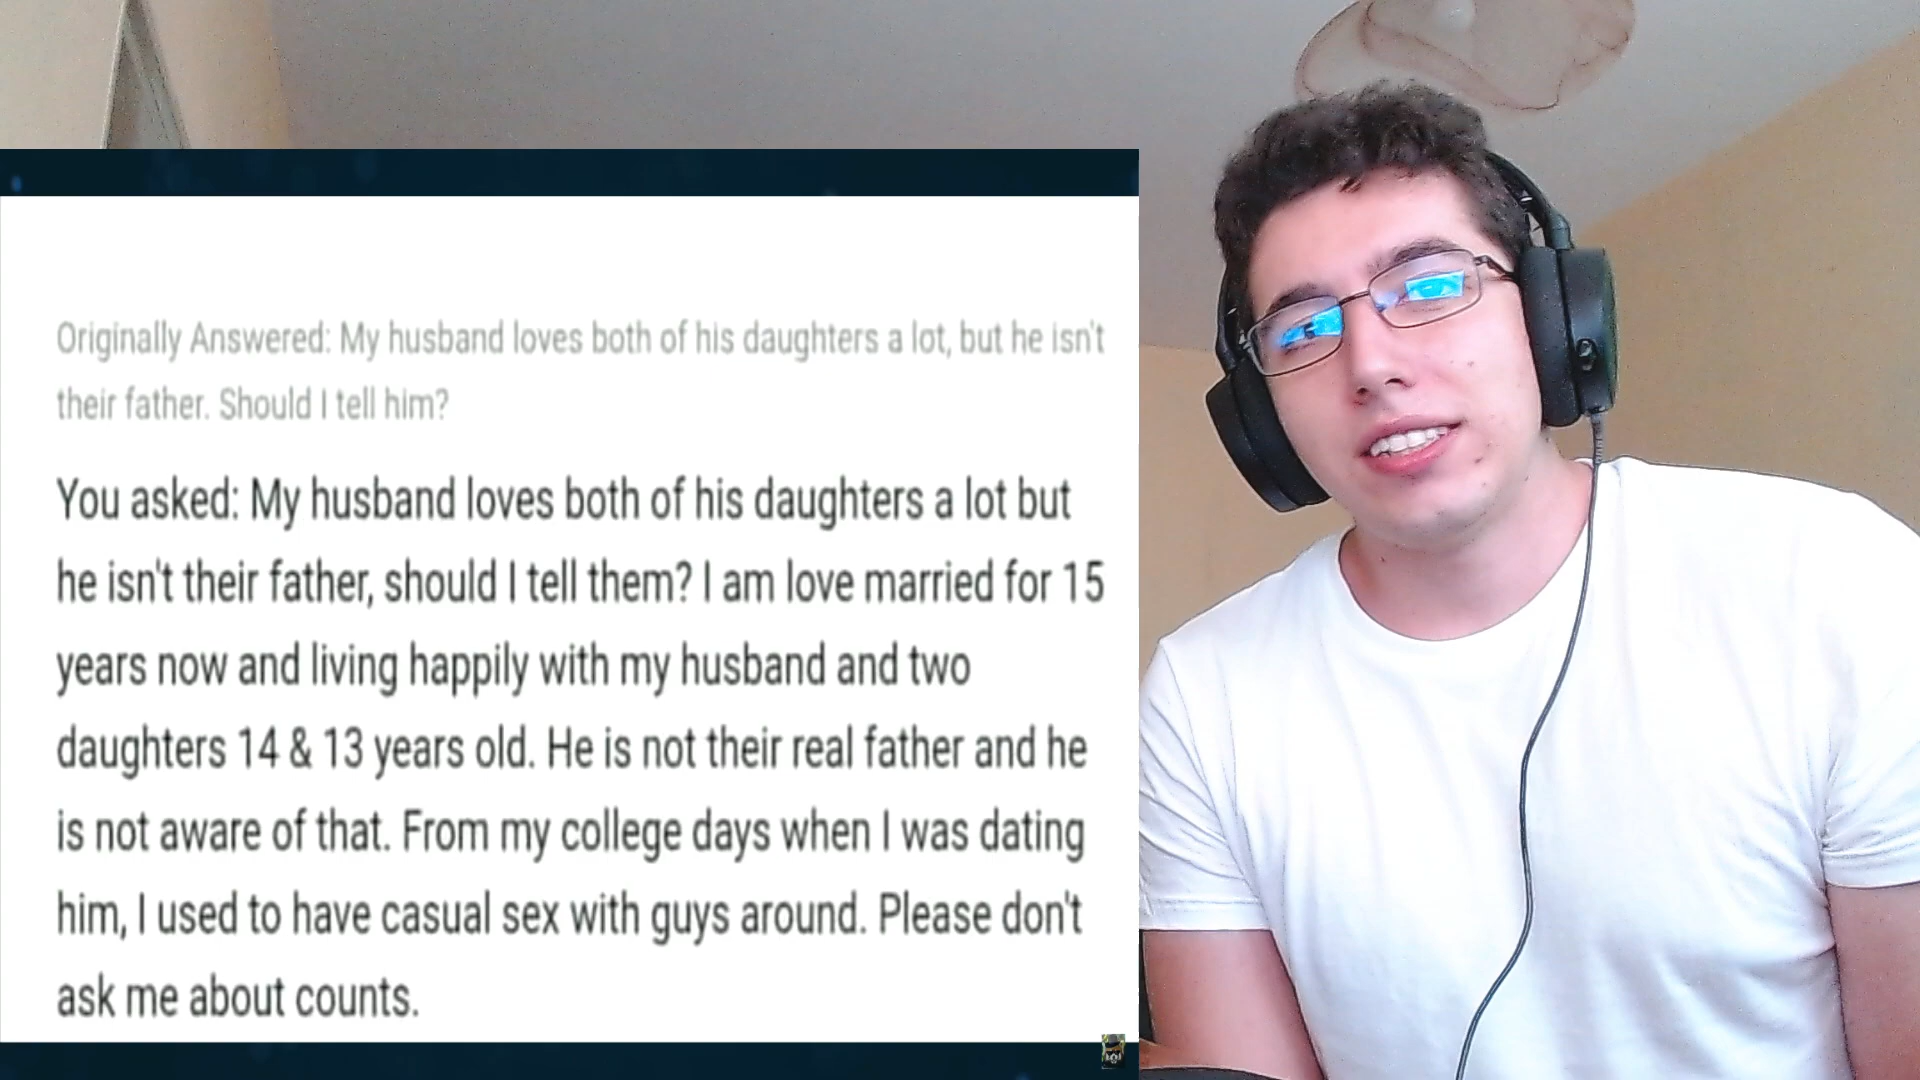 Originally Answered: My husband loves both of his daughters a lot, but he isn't
their father. Should I tell him?
You asked: My husband loves both of his daughters a lot but
he isn't their father, should I tell them? I am love married for 15
years now and living happily with my husband and two
daughters 14 & 13 years old. He is not their real father and he
is not aware of that. From my college days when I was dating
him, I used to have casual sex with guys around. Please don't
ask me about counts.